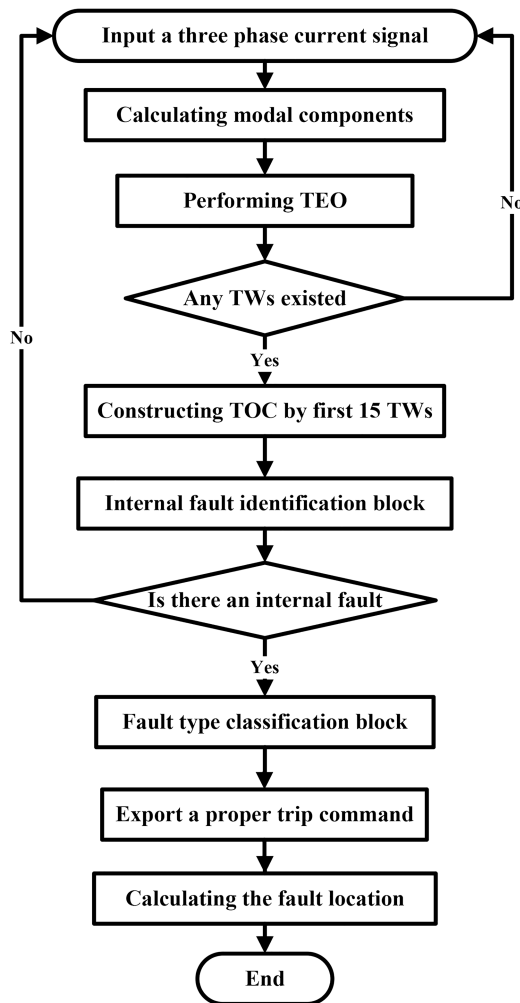 Input a three phase current signal
Calculating modal components
Performing TEO
No
Any TWs existed
No
Yes
Constructing TOC by first 15 TWs
Internal fault identification block
Is there an internal fault
Yes
Fault type classification block
Export a proper trip command
Calculating the fault location
End